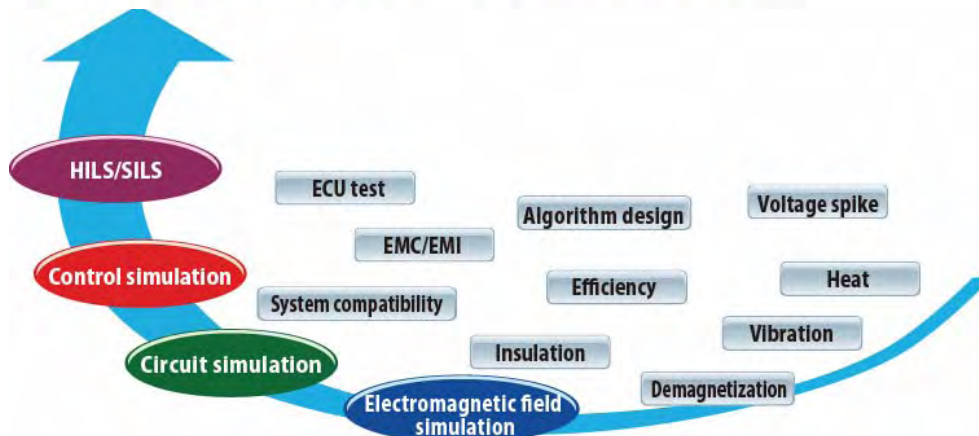 HILS/SILS
ECU test
Algorithm design
Voltage spike
EMC/EMI
Control simulation
System compatibility
Efficiency
Heat
Circuit simulation
Insulation
Vibration
Electromagnetic field
simulation
Demagnetization